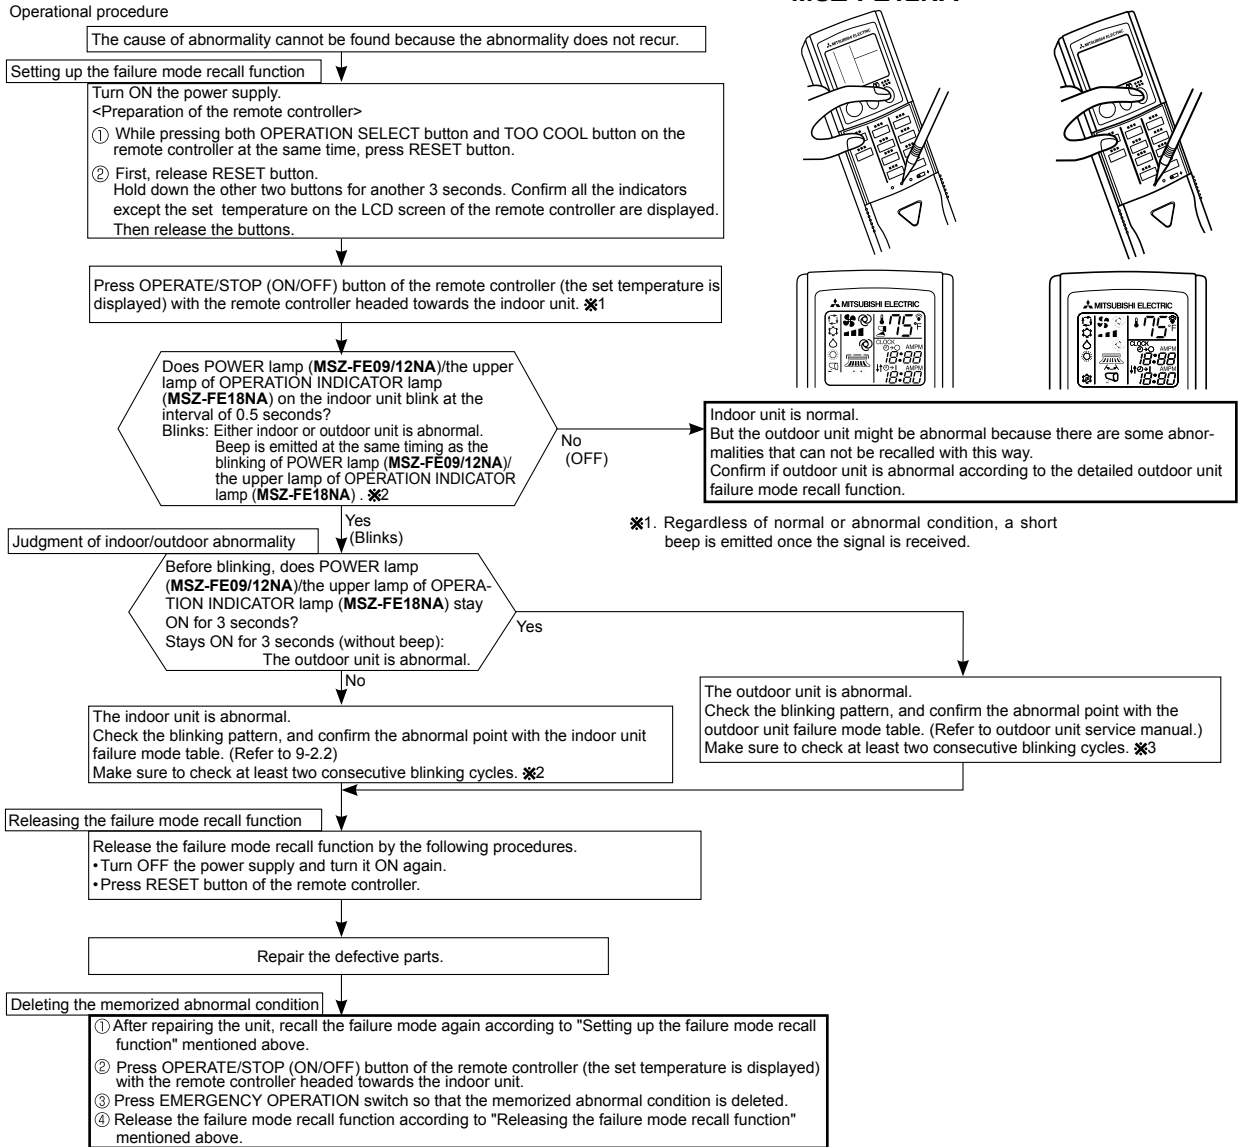 Operational procedure
The cause of abnormality cannot be found because the abnormality does not recur.
Setting up the failure mode recall function
Turn ON the power supply.
<Preparation of the remote controller>
① While pressing both OPERATION SELECT button and TOO COOL button on the
remote controller at the same time, press RESET button.
② First, release RESET button.
Hold down the other two buttons for another 3 seconds. Confirm all the indicators
except the set temperature on the LCD screen of the remote controller are displayed.
Then release the buttons.
MITSUBISHI ELECTRIC
MITSUBISHI ELECTRIC
Press OPERATE/STOP (ON/OFF) button of the remote controller (the set temperature is
displayed) with the remote controller headed towards the indoor unit. ※1
MITSUBISHI ELECTRIC
75°F
CLOCK
AMPM
18:88
AMPM
18:80
MITSUBISHI ELECTRIC
75°F
CLOCK
AMPM
18:88
AMPM
18:80
Does POWER lamp (MSZ-FE09/12NA)/the upper
lamp of OPERATION INDICATOR lamp
(MSZ-FE18NA) on the indoor unit blink at the
interval of 0.5 seconds?
Blinks: Either indoor or outdoor unit is abnormal.
Beep is emitted at the same timing as the
blinking of POWER lamp (MSZ-FE09/12NA)/
the upper lamp of OPERATION INDICATOR
lamp (MSZ-FE18NA) . ※2
No
(OFF)
Indoor unit is normal.
But the outdoor unit might be abnormal because there are some abnor-
malities that can not be recalled with this way.
Confirm if outdoor unit is abnormal according to the detailed outdoor unit
failure mode recall function.
※1. Regardless of normal or abnormal condition, a short
beep is emitted once the signal is received.
Yes
(Blinks)
Judgment of indoor/outdoor abnormality
Before blinking, does POWER lamp
(MSZ-FE09/12NA)/the upper lamp of OPERA-
TION INDICATOR lamp (MSZ-FE18NA) stay
ON for 3 seconds?
Stays ON for 3 seconds (without beep):
The outdoor unit is abnormal.
Yes
No
The indoor unit is abnormal.
Check the blinking pattern, and confirm the abnormal point with the indoor unit
failure mode table. (Refer to 9-2.2)
Make sure to check at least two consecutive blinking cycles. ※2
The outdoor unit is abnormal.
Check the blinking pattern, and confirm the abnormal point with the
outdoor unit failure mode table. (Refer to outdoor unit service manual.)
Make sure to check at least two consecutive blinking cycles. ※3
Releasing the failure mode recall function
Release the failure mode recall function by the following procedures.
•Turn OFF the power supply and turn it ON again.
•Press RESET button of the remote controller.
Repair the defective parts.
Deleting the memorized abnormal condition
① After repairing the unit, recall the failure mode again according to "Setting up the failure mode recall
function" mentioned above.
② Press OPERATE/STOP (ON/OFF) button of the remote controller (the set temperature is displayed)
with the remote controller headed towards the indoor unit.
③ Press EMERGENCY OPERATION switch so that the memorized abnormal condition is deleted.
④ Release the failure mode recall function according to "Releasing the failure mode recall function"
mentioned above.